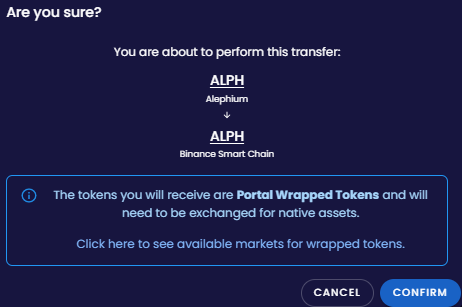 Are you sure?
You are about to perform this transfer:
ALPH
Alephium
↓
ALPH
Binance Smart Chain
The tokens you will receive are Portal Wrapped Tokens and will
need to be exchanged for native assets.
Click here to see available markets for wrapped tokens.
CANCEL CONFIRM